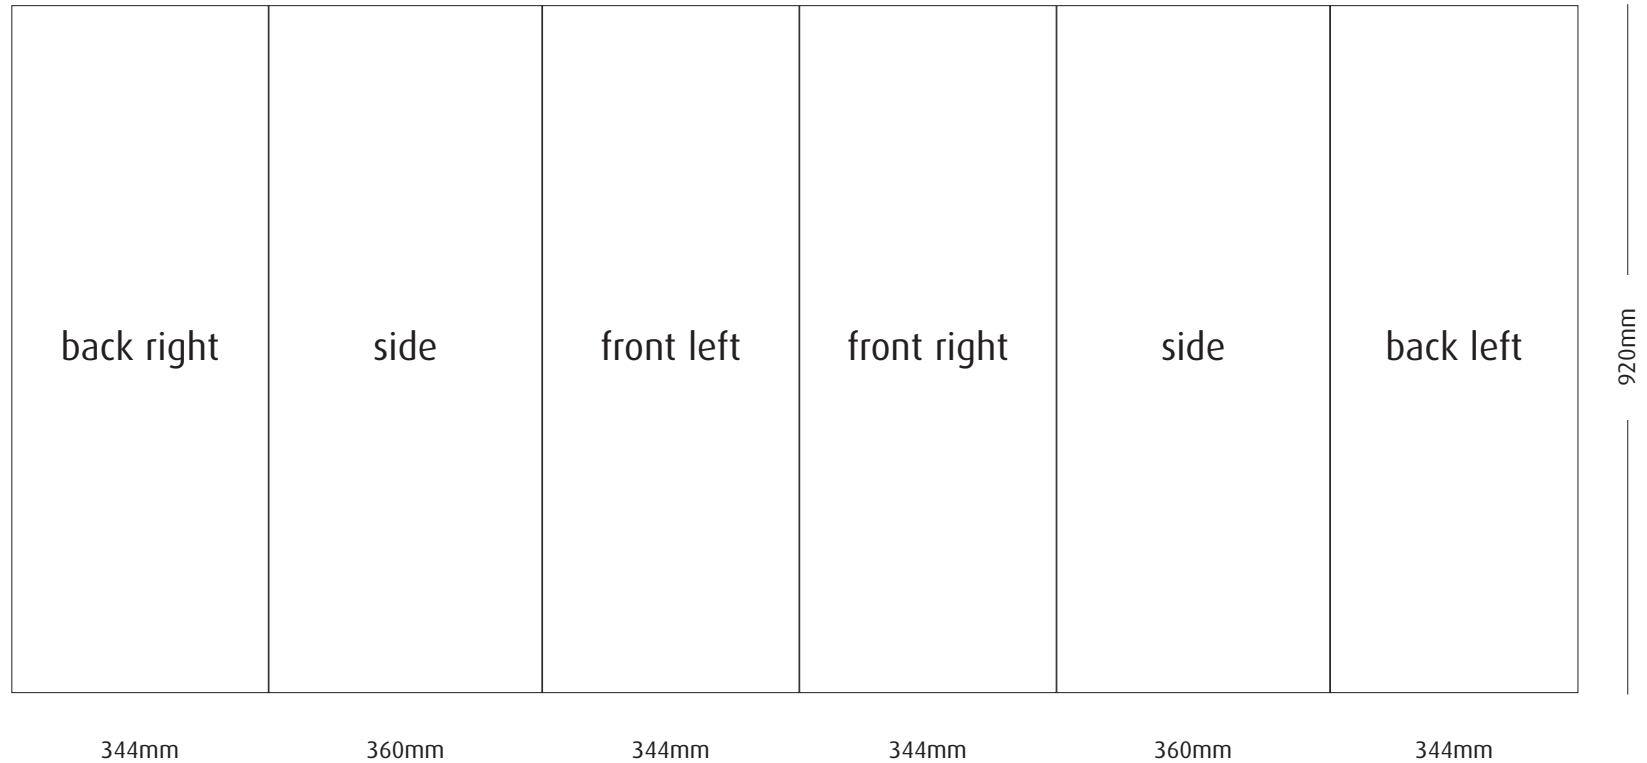 back right
side
front left
front right
side
back left
920mm
344mm
360mm
344mm
344mm
360mm
344mm